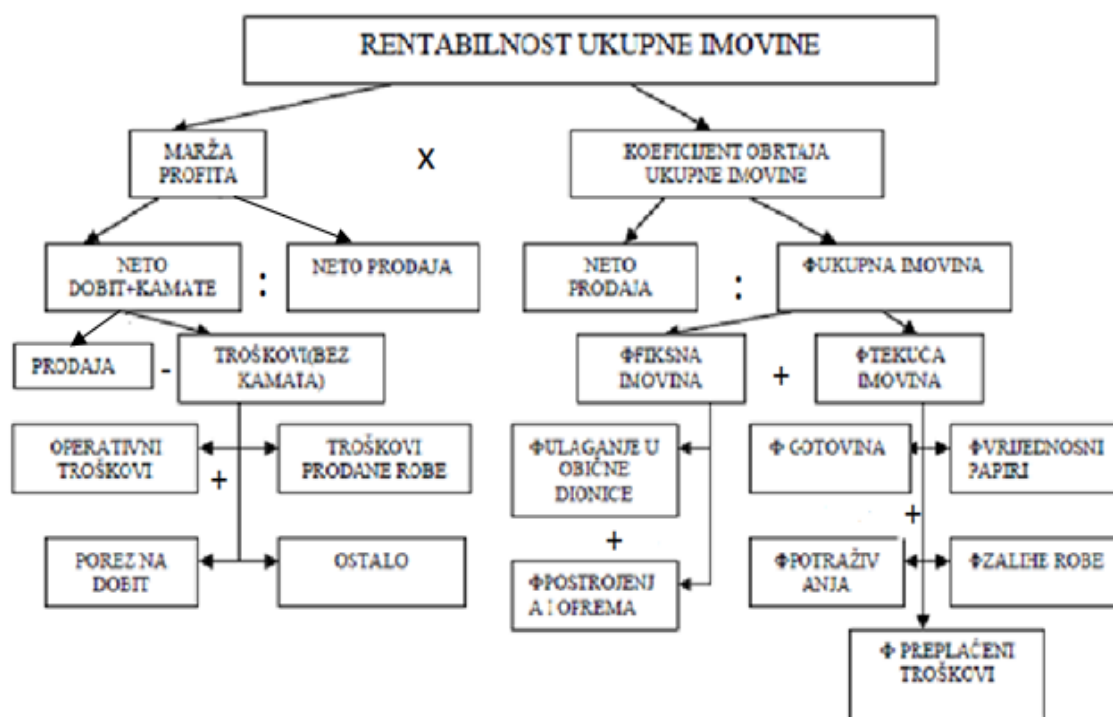 RENTABILNOST UKUPNE IMOVINE
MARŽA
PROFITA
X
KOEFICIJENT OBRTAJA
UKUPNE IMOVINE
NETO
DOBIT+KAMATE
:
NETO PRODAJA
NETO
PRODAJA
:
ΦUKUPNA IMOVINA
PRODAJA
-
TROŠKOVI(BEZ
KAMATA)
ΦFIKSNA
IMOVINA
+
ΦTEKUĆA
IMOVINA
OPERATIVNI
TROŠKOVI
+
TROŠKOVI
PRODANE ROBE
ΦULAGANJE U
OBIČNE
DIONICE
Φ GOTOVINA
ΦVRIJEDNOSNI
PAPIRI
+
+
POREZ NA
DOBIT
OSTALO
ΦPOSTROJENJ
A I OPREMA
ΦPOTRAŽIV
ANJA
ΦZALIHE ROBE
Φ PREPLAĆENI
TROŠKOVI